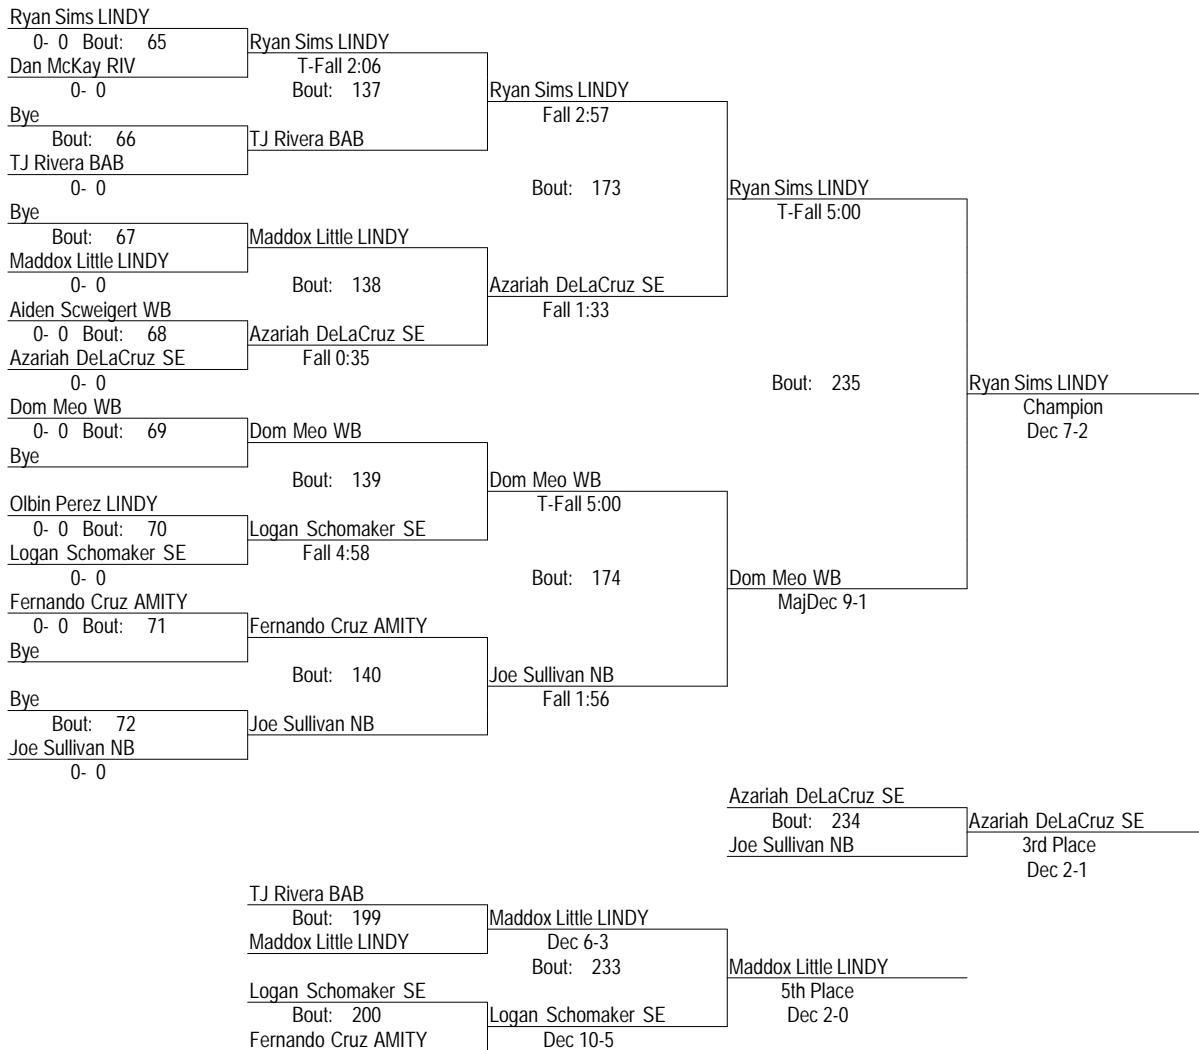 Ryan Sims LINDY
0- 0 Bout: 65
Dan McKay RIV
0- 0
Bye
Bout: 66
TJ Rivera BAB
0- 0
Bye
Bout: 67
Maddox Little LINDY
0- 0
Aiden Scweigert WB
0- 0 Bout: 68
Azariah DeLaCruz SE
0- 0
Dom Meo WB
0- 0 Bout: 69
Bye
Olbin Perez LINDY
0- 0 Bout: 70
Logan Schomaker SE
0- 0
Fernando Cruz AMITY
0- 0 Bout: 71
Bye
Bye
Bout: 72
Joe Sullivan NB
0- 0
Ryan Sims LINDY
T-Fall 2:06
Bout: 137
TJ Rivera BAB
Maddox Little LINDY
Bout: 138
Azariah DeLaCruz SE
Fall 0:35
Dom Meo WB
Bout: 139
Logan Schomaker SE
Fall 4:58
Fernando Cruz AMITY
Bout: 140
Joe Sullivan NB
Ryan Sims LINDY
Fall 2:57
Bout: 173
Azariah DeLaCruz SE
Fall 1:33
Dom Meo WB
T-Fall 5:00
Bout: 174
Joe Sullivan NB
Fall 1:56
Ryan Sims LINDY
T-Fall 5:00
Bout: 235
Dom Meo WB
MajDec 9-1
Ryan Sims LINDY
Champion
Dec 7-2
Azariah DeLaCruz SE
Bout: 234
Joe Sullivan NB
Azariah DeLaCruz SE
3rd Place
Dec 2-1
TJ Rivera BAB
Bout: 199
Maddox Little LINDY
Logan Schomaker SE
Bout: 200
Fernando Cruz AMITY
Maddox Little LINDY
Dec 6-3
Bout: 233
Logan Schomaker SE
Dec 10-5
Maddox Little LINDY
5th Place
Dec 2-0